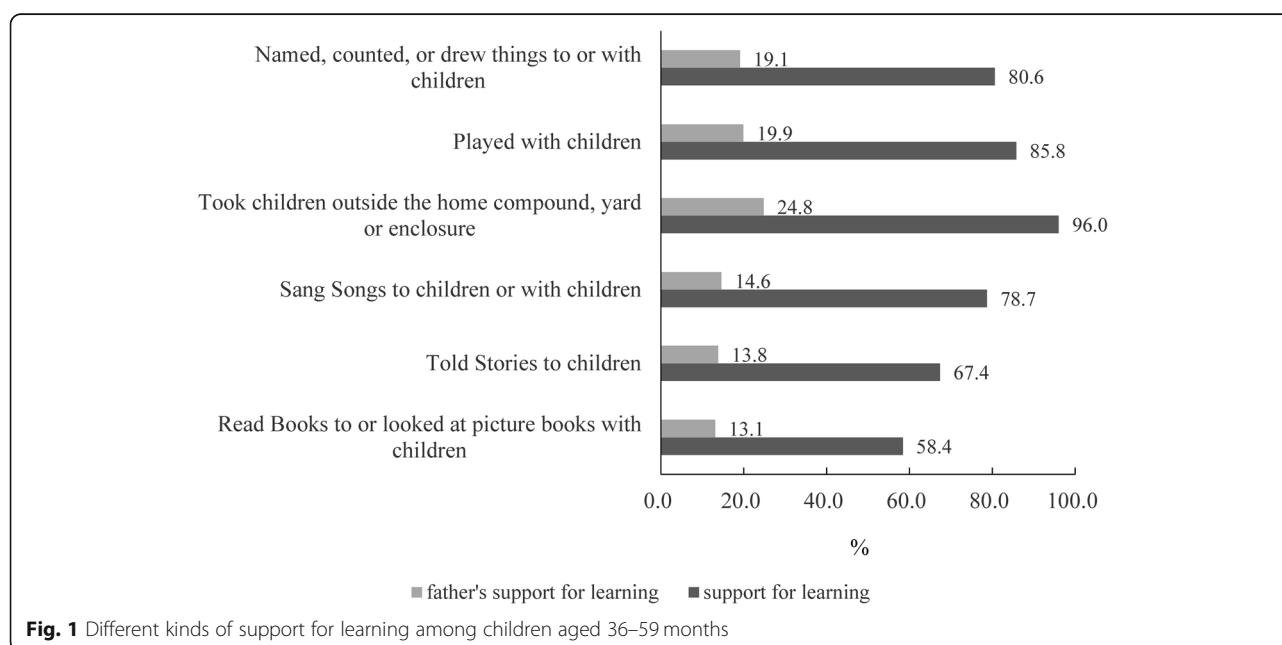 Named, counted, or drew things to or with
children
19.1
80.6
Played with children
19.9
85.8
Took children outside the home compound, yard
or enclosure
24.8
96.0
Sang Songs to children or with children
14.6
78.7
Told Stories to children
13.8
67.4
Read Books to or looked at picture books with
children
13.1
58.4
0.0 20.0 40.0 60.0 80.0 100.0
%
father's support for learning support for learning
Fig. 1 Different kinds of support for learning among children aged 36–59 months